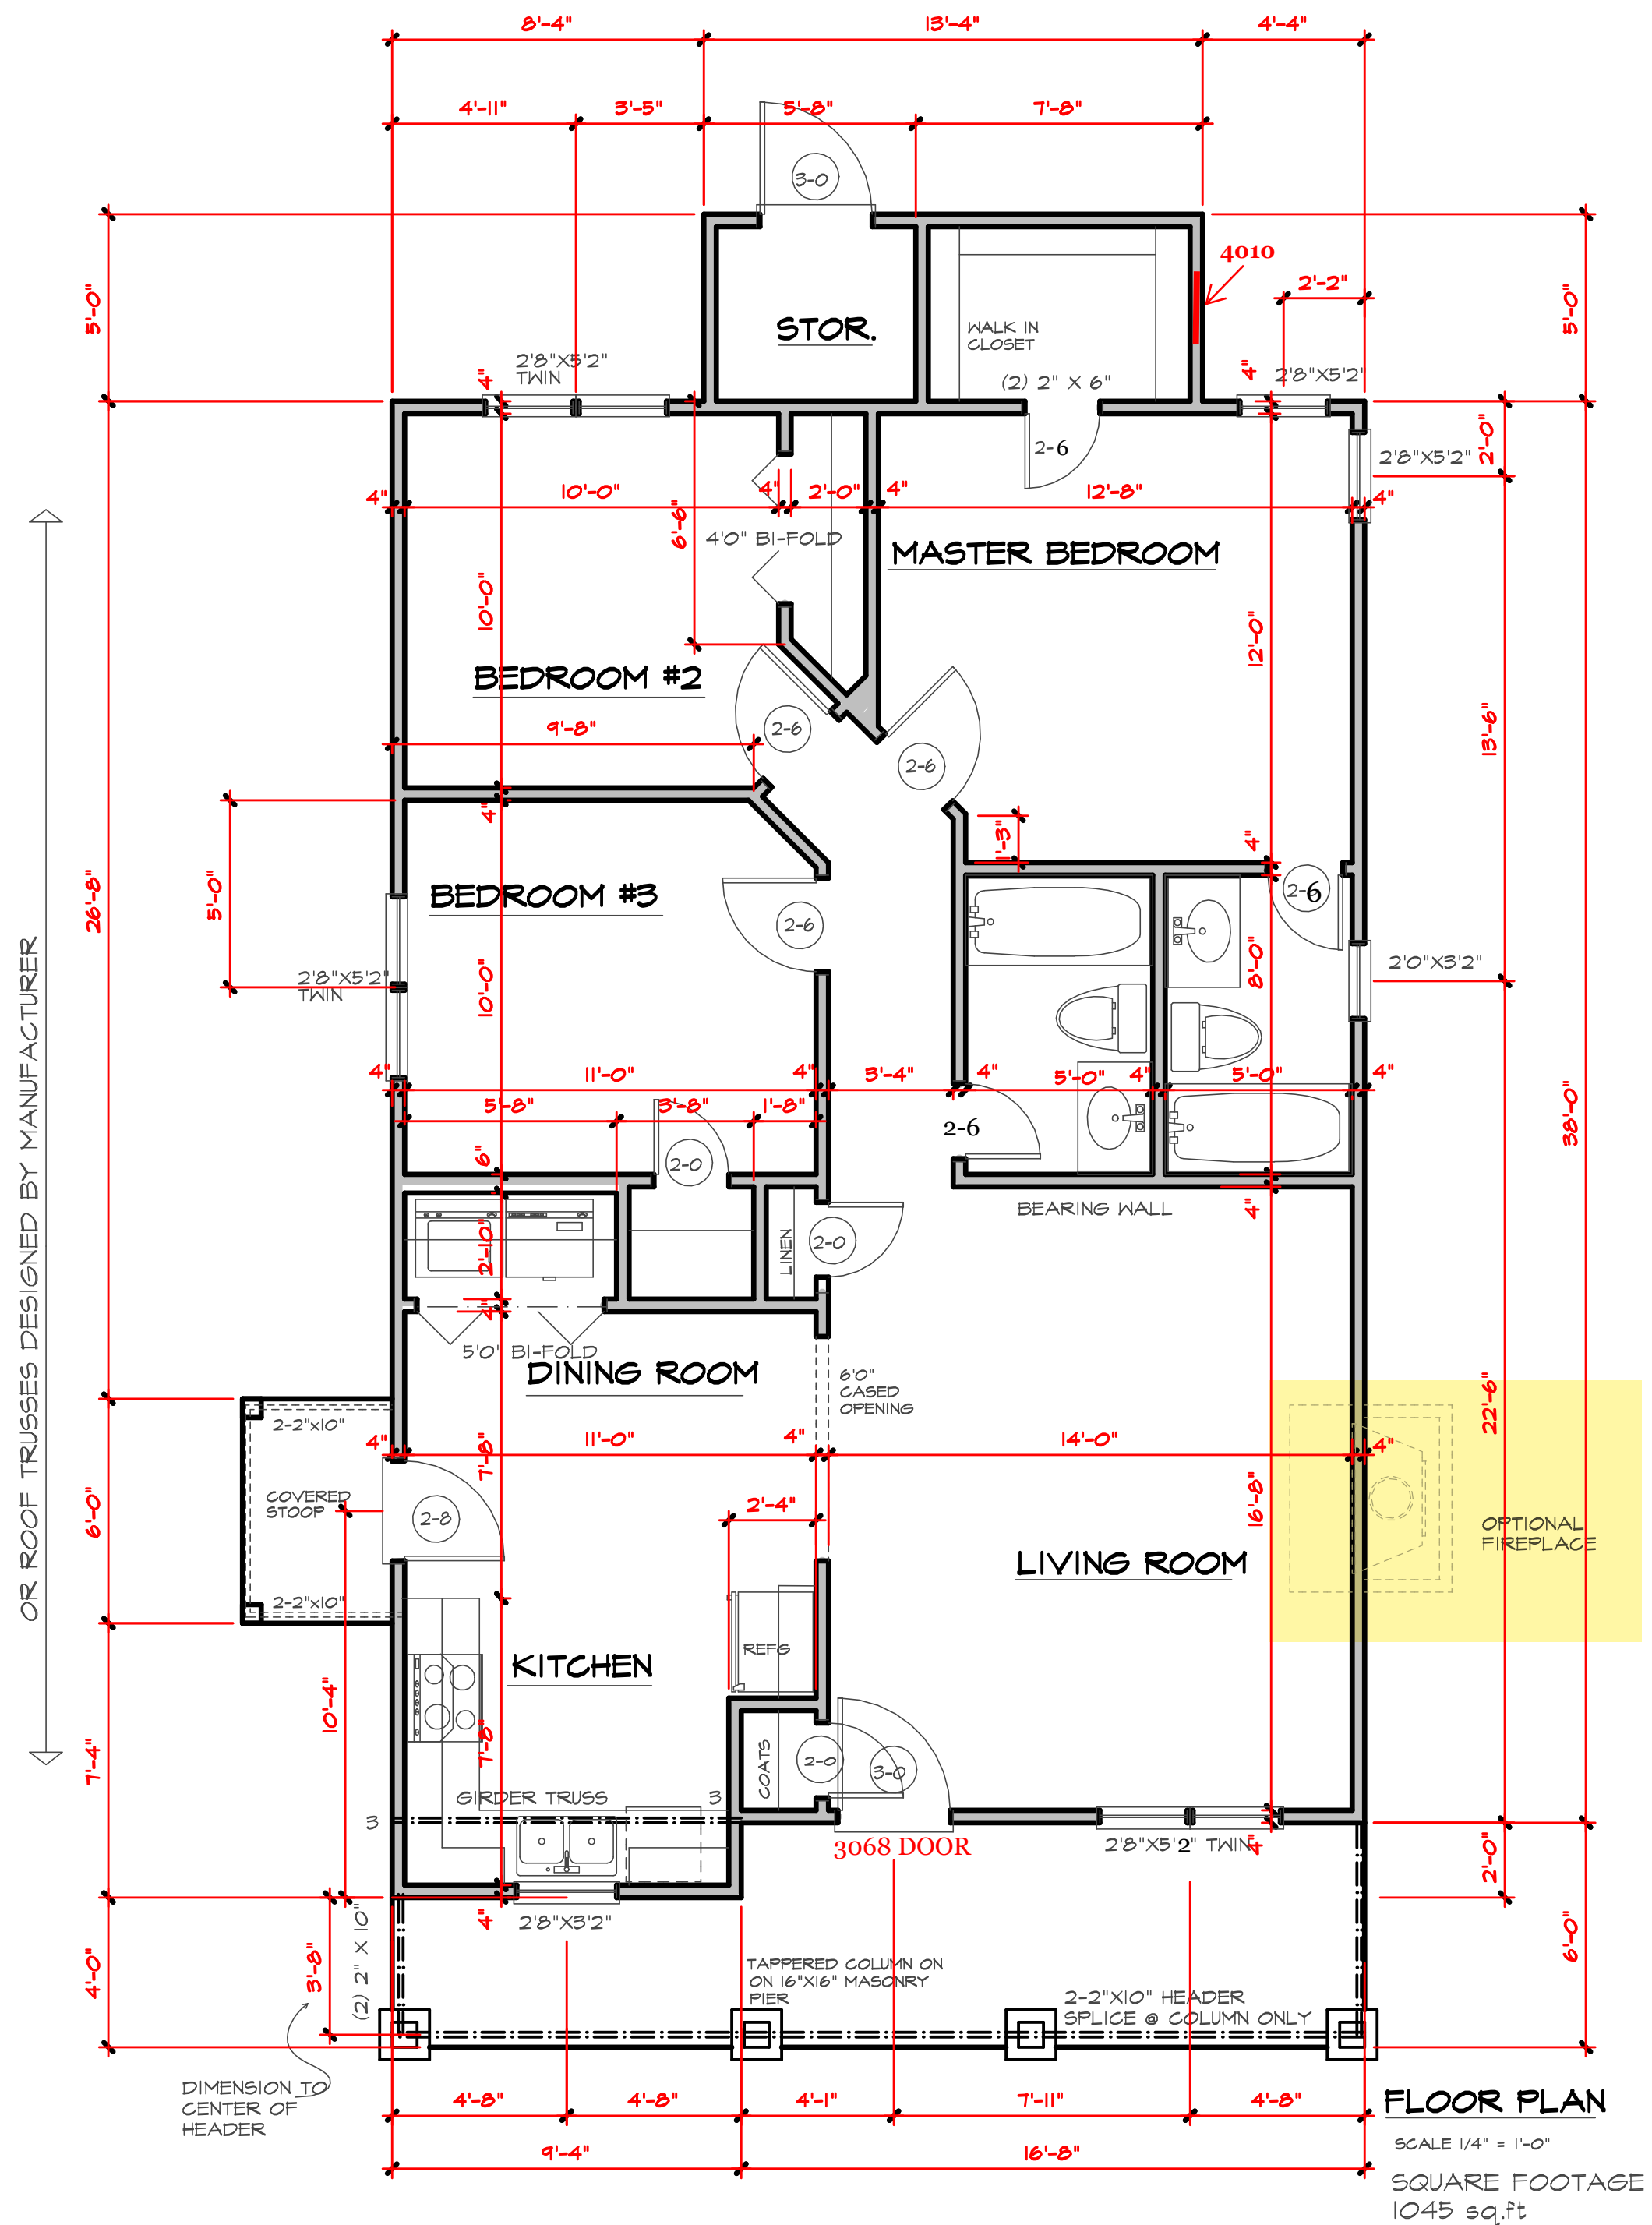 8'-4"
13'-4"
4'-4"
4'-11"
3'-5"
5'-8"
7'-8"
3-0
4010
2'-2"
5'-0"
5'-0"
STOR.
WALK IN
CLOSET
2'8"X5'2"
TWIN
4"
(2) 2" X 6"
4"
2'8"X5'2"
2-6
2'8"X5'2"
2'-0"
4"
10'-0"
4"
2'-0"
4"
12'-8"
4"
6'-6"
4'0" BI-FOLD
MASTER BEDROOM
10'-0"
12'-0"
BEDROOM #2
9'-8"
2-6
2-6
13'-6"
4"
1'-3"
4"
26'-8"
5'-0"
BEDROOM #3
2-6
2-6
2'8"X5'2"
TWIN
10'-0"
8'-0"
2'0"X3'2"
OR ROOF TRUSSES DESIGNED BY MANUFACTURER
4"
11'-0"
4"
3'-4"
4"
5'-0"
4"
5'-0"
4"
5'-8"
3'-8"
1'-8"
38'-0"
2-6
6"
2-0
BEARING WALL
4"
2'-10"
LINEN
2-0
4"
5'0" BI-FOLD
DINING ROOM
6'0"
CASED
OPENING
22'-6"
2-2"x10"
4"
11'-0"
4"
14'-0"
4"
7'-8"
COVERED
STOOP
6'-0"
2-8
2'-4"
16'-8"
OPTIONAL
FIREPLACE
LIVING ROOM
2-2"x10"
REFG
KITCHEN
10'-4"
7'-4"
7'-8"
COATS
2-0
3-0
GIRDER TRUSS
3
3
3068 DOOR
2'8"X5'2" TWIN
4"
2'-0"
4"
2'8"X3'2"
(2) 2" X 10"
3'-8"
4'-0"
6'-0"
TAPPERED COLUMN ON
ON 16"X16" MASONRY
PIER
2-2"X10" HEADER
SPLICE @ COLUMN ONLY
DIMENSION TO
CENTER OF
HEADER
4'-8"
4'-8"
4'-1"
7'-11"
4'-8"
FLOOR PLAN
9'-4"
16'-8"
SCALE 1/4" = 1'-0"
SQUARE FOOTAGE
1045 sq.ft